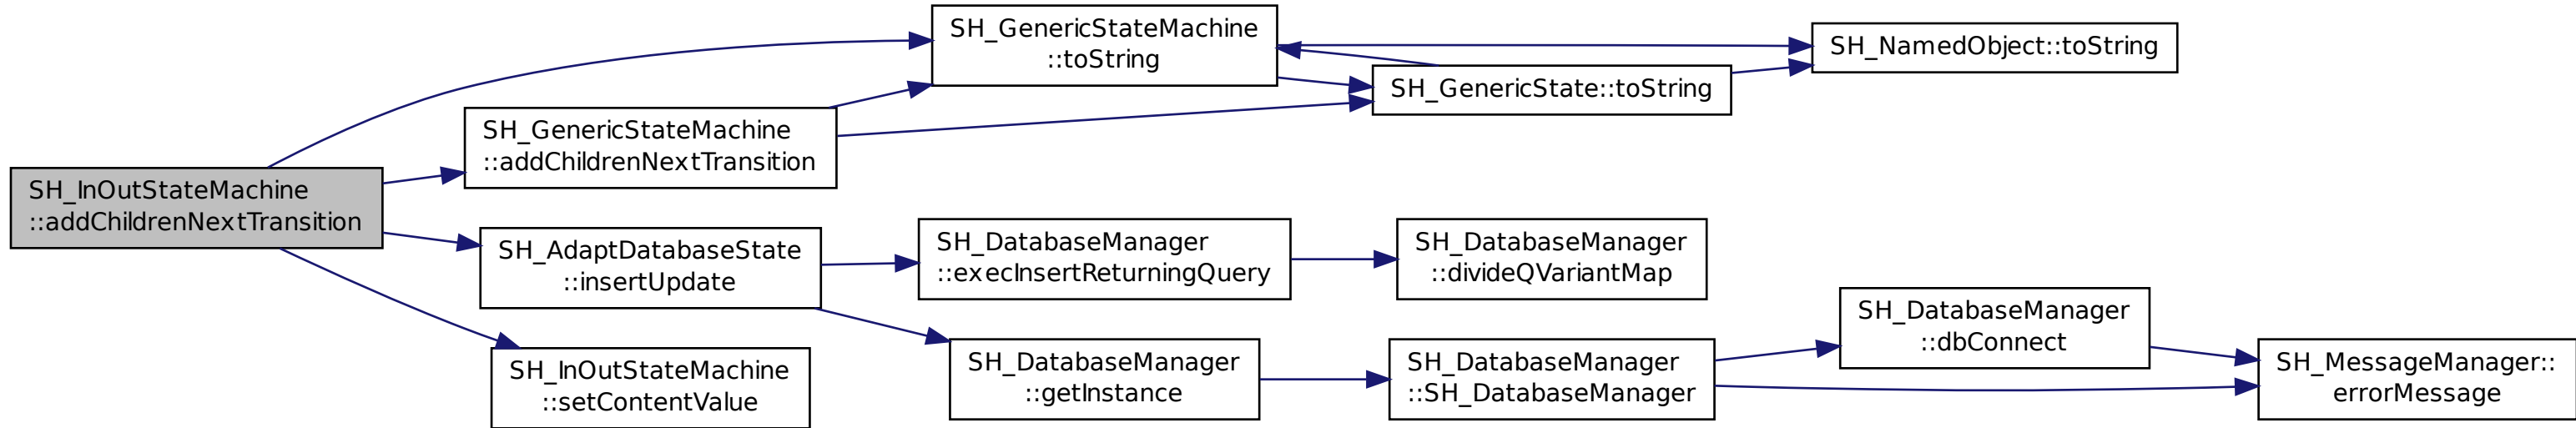 SH_GenericStateMachine
::toString
SH_NamedObject::toString
SH_GenericState::toString
SH_GenericStateMachine
::addChildrenNextTransition
SH_InOutStateMachine
::addChildrenNextTransition
SH_AdaptDatabaseState
::insertUpdate
SH_DatabaseManager
::execInsertReturningQuery
SH_DatabaseManager
::divideQVariantMap
SH_DatabaseManager
::dbConnect
SH_InOutStateMachine
::setContentValue
SH_DatabaseManager
::getInstance
SH_DatabaseManager
::SH_DatabaseManager
SH_MessageManager::
errorMessage